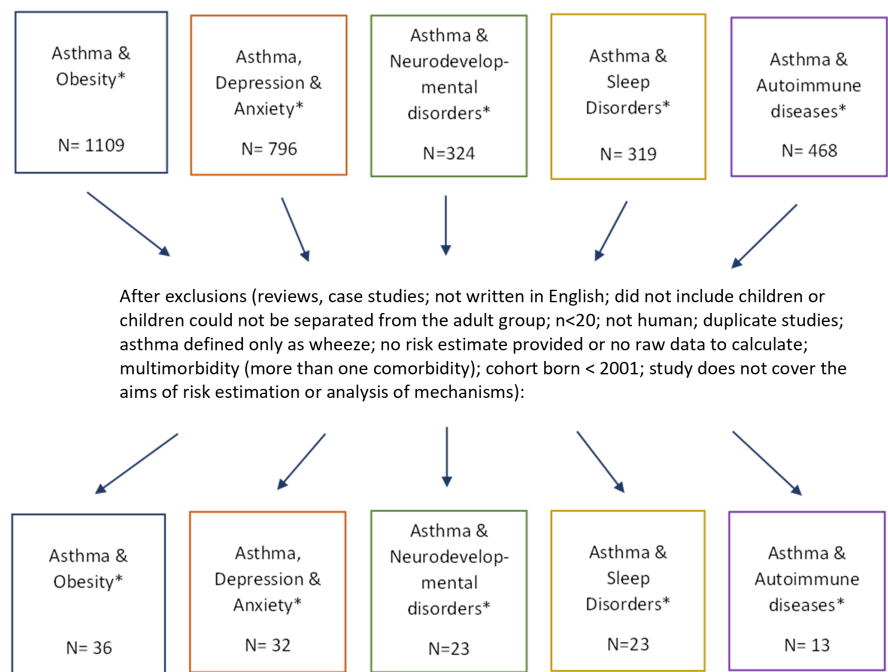 Asthma &
Obesity*
N= 1109
Asthma,
Depression &
Anxiety*
N= 796
Asthma &
Neurodevelop-
mental
disorders*
N=324
Asthma &
Sleep
Disorders*
N= 319
Asthma &
Autoimmune
diseases*
N= 468
After exclusions (reviews, case studies; not written in English; did not include children or
children could not be separated from the adult group; n<20; not human; duplicate studies;
asthma defined only as wheeze; no risk estimate provided or no raw data to calculate;
multimorbidity (more than one comorbidity); cohort born < 2001; study does not cover the
aims of risk estimation or analysis of mechanisms):
Asthma &
Obesity*
N= 36
Asthma,
Depression &
Anxiety*
N= 32
Asthma &
Neurodevelop-
mental
disorders*
N=23
Asthma &
Sleep
Disorders*
N=23
Asthma &
Autoimmune
diseases*
N= 13